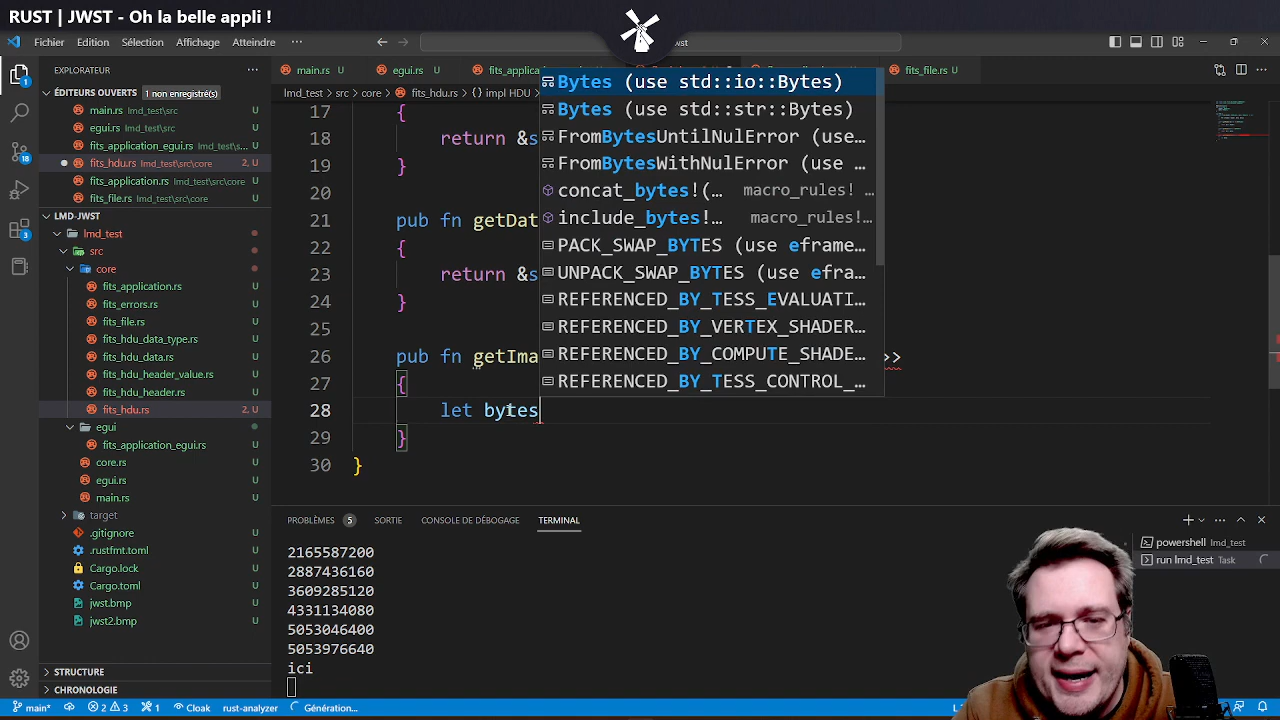 RUST | JWST - Oh la belle appli !
Fichier Edition Sélection Affichage Atteindre ···
wst
EXPLORATEUR ···
ÉDITEURS OUVERTS 1 non enregistré(s)
main.rs lmd_test\src
egui.rs lmd_test\src
application_egui.rs lmd_test\src\...
fits_hdu.rs lmd_test\src\core 2, U
fits_application.rs lmd_test\src\...
fits_file.rs lmd_test\src\core
LMD-JWST
lmd_test
src
core
fits_application.rs U
fits_errors.rs U
fits_file.rs U
fits_hdu_data_type.rs U
fits_hdu_data.rs U
fits_hdu_header_value.rs U
fits_hdu_header.rs U
fits_hdu.rs 2, U
egui
application_egui.rs U
core.rs U
egui.rs U
main.rs U
target
.gitignore U
.rustfmt.toml U
Cargo.lock U
Cargo.toml U
jwst.bmp U
jwst2.bmp U
STRUCTURE
CHRONOLOGIE
main.rs U
egui.rs U
fits_file.rs U
lmd_test > src > core > fits_hdu.rs > {} impl HDU
17 {
18 return &s
19 }
20
21 pub fn getDat
22 {
23 return &s
24 }
25
26 pub fn getIma >>
27 {
28 let bytes
29 }
30 }
Bytes (use std::io::Bytes)
Bytes (use std::str::Bytes)
FromBytesUntilNulError (use…
FromBytesWithNulError (use …
concat_bytes!(… macro_rules! …
include_bytes!… macro_rules!…
PACK_SWAP_BYTES (use eframe…
UNPACK_SWAP_BYTES (use efra…
REFERENCED_BY_TESS_EVALUATI…
REFERENCED_BY_VERTEX_SHADER…
REFERENCED_BY_COMPUTE_SHADE…
REFERENCED_BY_TESS_CONTROL_…
PROBLÈMES 5 SORTIE CONSOLE DE DÉBOGAGE TERMINAL
2165587200
2887436160
3609285120
4331134080
5053046400
5053976640
ici
powershell lmd_test
run lmd_test Task
main* 2 3 1 Cloak rust-analyzer Génération...